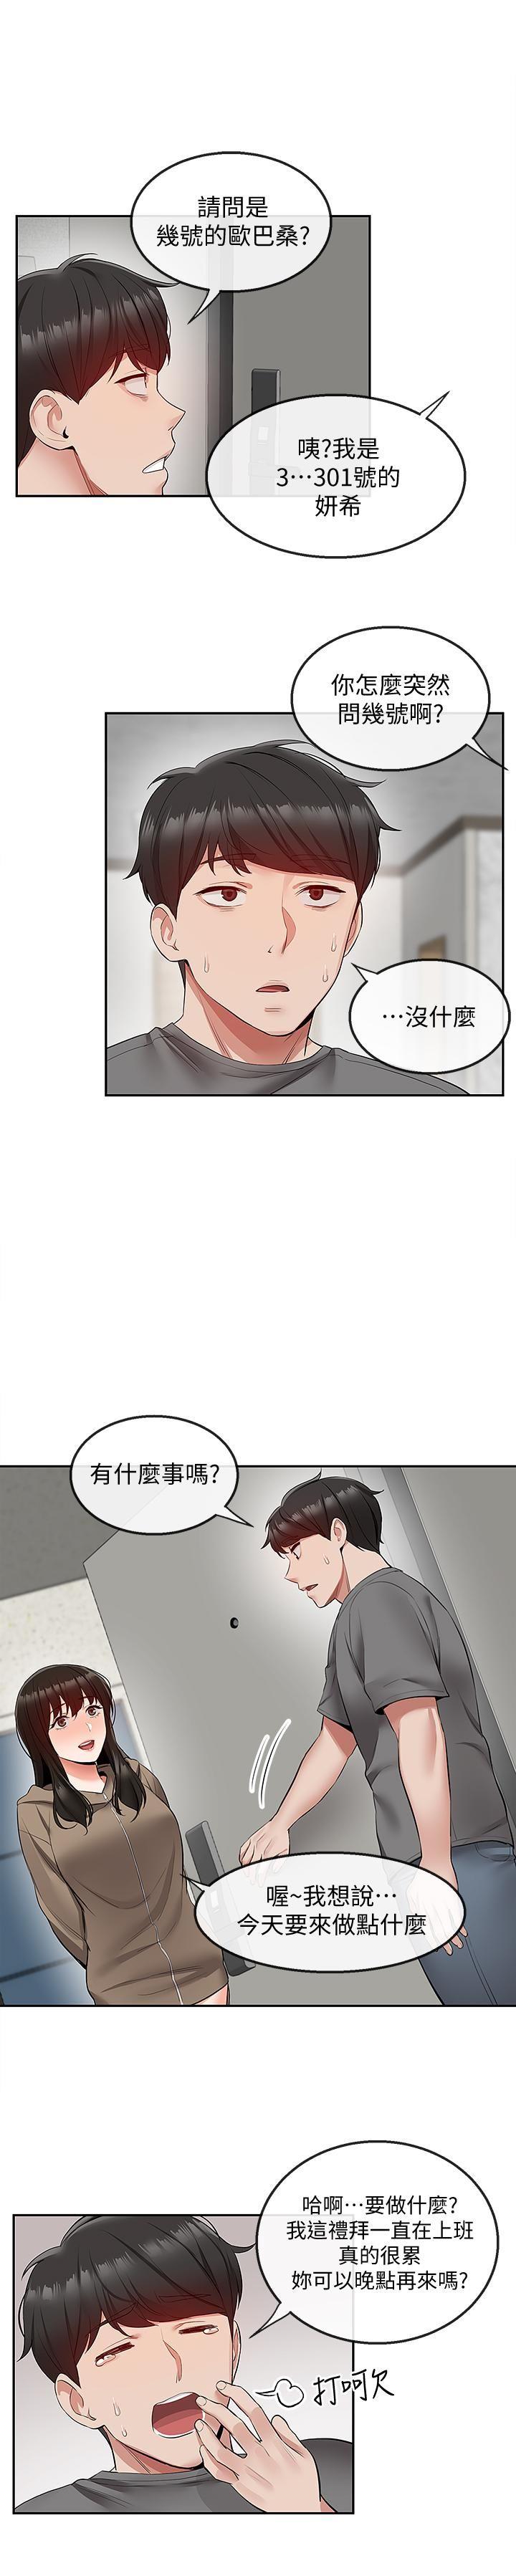 請問是
幾號的歐巴桑?
咦?我是
3…301號的
妍希
你怎麼突然
問幾號啊?
…沒什麼
有什麼事嗎?
喔~我想說…
今天要來做點什麼
哈啊…要做什麼?
我這禮拜一直在上班
真的很累
妳可以晚點再來嗎?
打呵欠